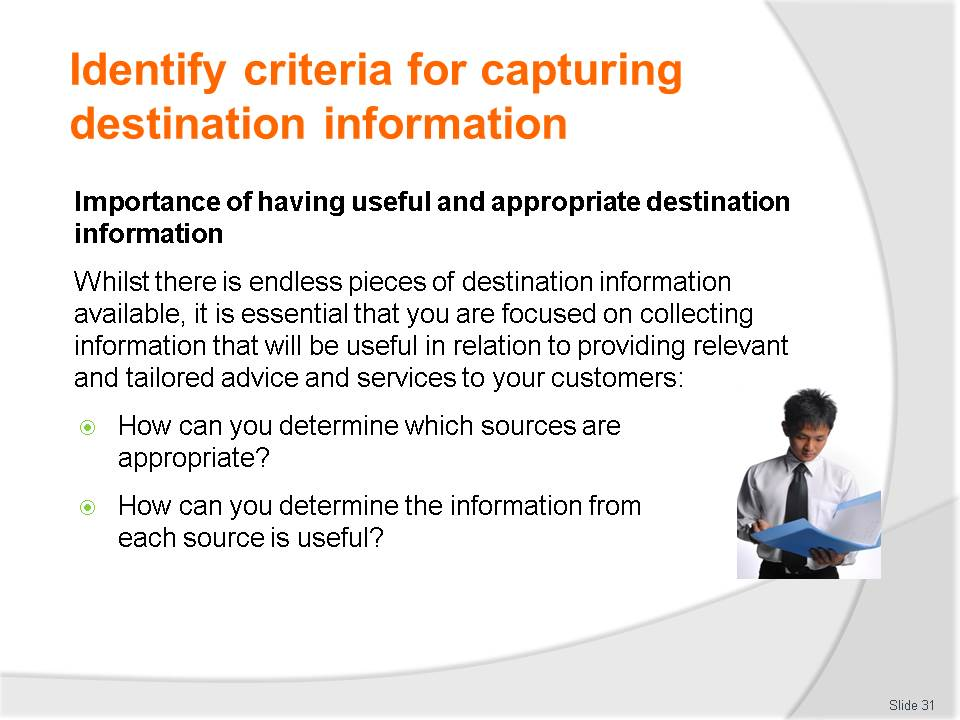 Identify criteria for capturing
destination information
Importance of having useful and appropriate destination
information
Whilst there is endless pieces of destination information
available, it is essential that you are focused on collecting
information that will be useful in relation to providing relevant
and tailored advice and services to your customers:
How can you determine which sources are
appropriate?
How can you determine the information from
each source is useful?
Slide 31